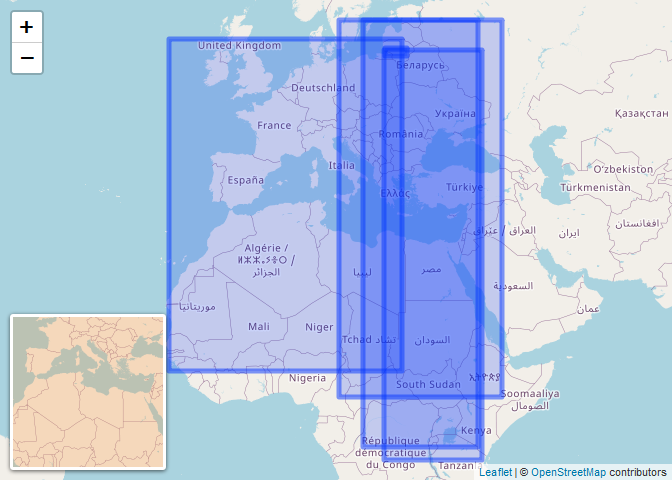 +
−
United Kingdom
Беларусь
Deutschland
Қазақстан
Україна
France
România
Italia
Oʻzbekiston
España
Ελλάς
Türkiye
Türkmenistan
افغانستان
العراق / عێراق
ایران
Algérie /
ⵍⵣⵣⴰⵢⴻⵔ /
الجزائر
ليبيا
مصر
السعودية
موريتانيا
عمان
Mali
Niger
Tchad تشاد
السودان
Nigeria
South Sudan
ኢትዮጵያ
Soomaaliya
الصومال
Kenya
République
démocratique
du Congo
Tanzania
Leaflet | © OpenStreetMap contributors